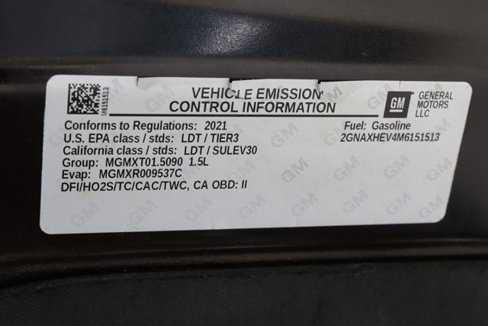 VEHICLE EMISSION
CONTROL INFORMATION
GM
GENERAL
MOTORS
LLC
Conforms to Regulations: 2021
Fuel: Gasoline
U.S. EPA class / stds: LDT / TIER3
2GNAXHEV4M6151513
California class / stds: LDT / SULEV30
Group: MGMXT01.5090 1.5L
Evap: MGMXR009537C
DFI/HO2S/TC/CAC/TWC, CA OBD: II
M6151513